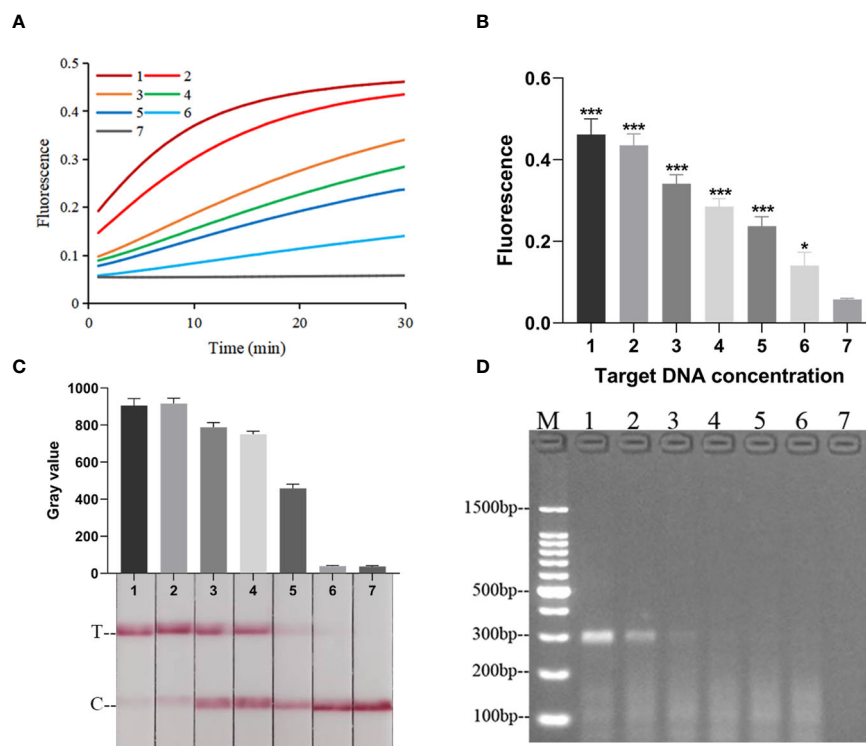 A
0.5
0.4
0.3
0.2
0.1
0
Fluorescence
1 2
3 4
5 6
7
0 10 20 30
Time (min)
B
0.6
0.4
0.2
0.0
Fluorescence
*** *** *** *** *** *
1 2 3 4 5 6 7
Target DNA concentration
C
1000
800
600
400
200
0
Gray value
1 2 3 4 5 6 7
T--
C--
D
M 1 2 3 4 5 6 7
1500bp--
500bp--
300bp--
200bp--
100bp--